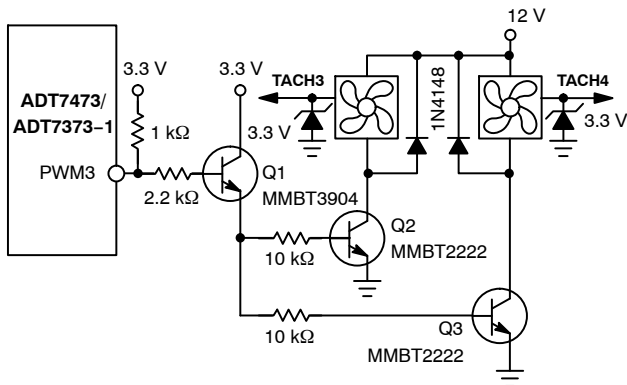 12 V
3.3 V
3.3 V
TACH3
TACH4
1N4148
ADT7473/
ADT7373–1
1 kΩ
3.3 V
3.3 V
PWM3
2.2 kΩ
Q1
MMBT3904
Q2
10 kΩ
MMBT2222
10 kΩ
Q3
MMBT2222